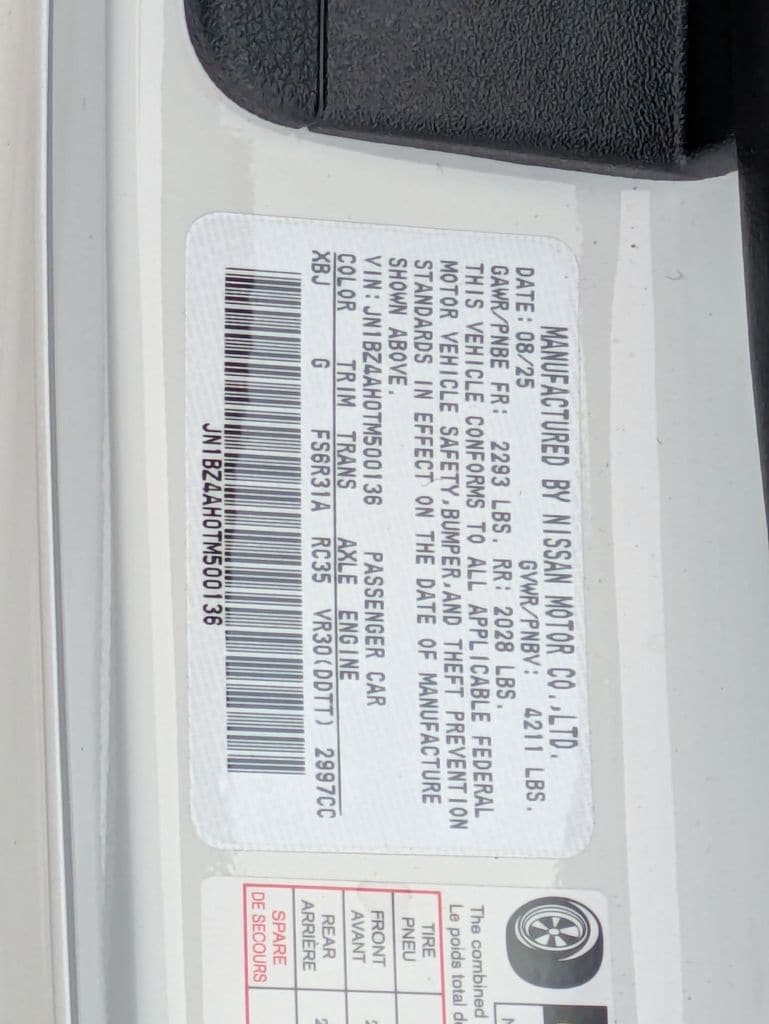 MANUFACTURED BY NISSAN MOTOR CO.,LTD.
DATE: 08/25 GVWR/PNBV: 4211 LBS.
GAWR/PNBE FR: 2293 LBS. RR: 2028 LBS.
THIS VEHICLE CONFORMS TO ALL APPLICABLE FEDERAL
MOTOR VEHICLE SAFETY,BUMPER,AND THEFT PREVENTION
STANDARDS IN EFFECT ON THE DATE OF MANUFACTURE
SHOWN ABOVE.
VIN: JN1BZ4AH0TM500136 PASSENGER CAR
COLOR TRIM TRANS AXLE ENGINE
XBJ G FS6R31A RC35 VR30(DDTT) 2997CC
JN1BZ4AH0TM500136
The combined
Le poids total
TIRE
PNEU
FRONT
AVANT
REAR
ARRIÈRE
SPARE
DE SECOURS